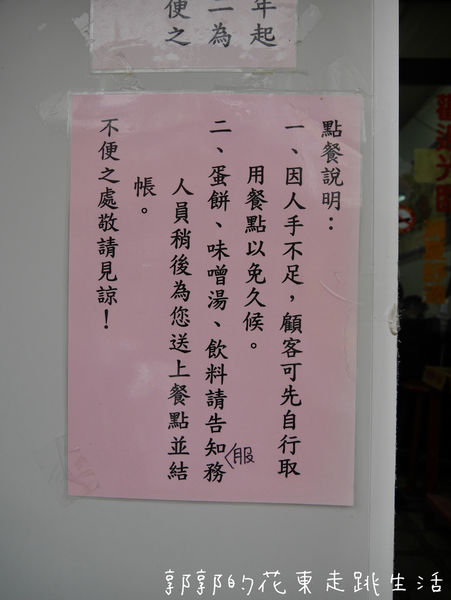 年起
二為
便之
點餐說明：
一、因人手不足，顧客可先自行取
用餐點以免久候。
二、蛋餅、味噌湯、飲料請告知務
服
人員稍後為您送上餐點並結
帳。
不便之處敬請見諒！
郭郭的花東走跳生活